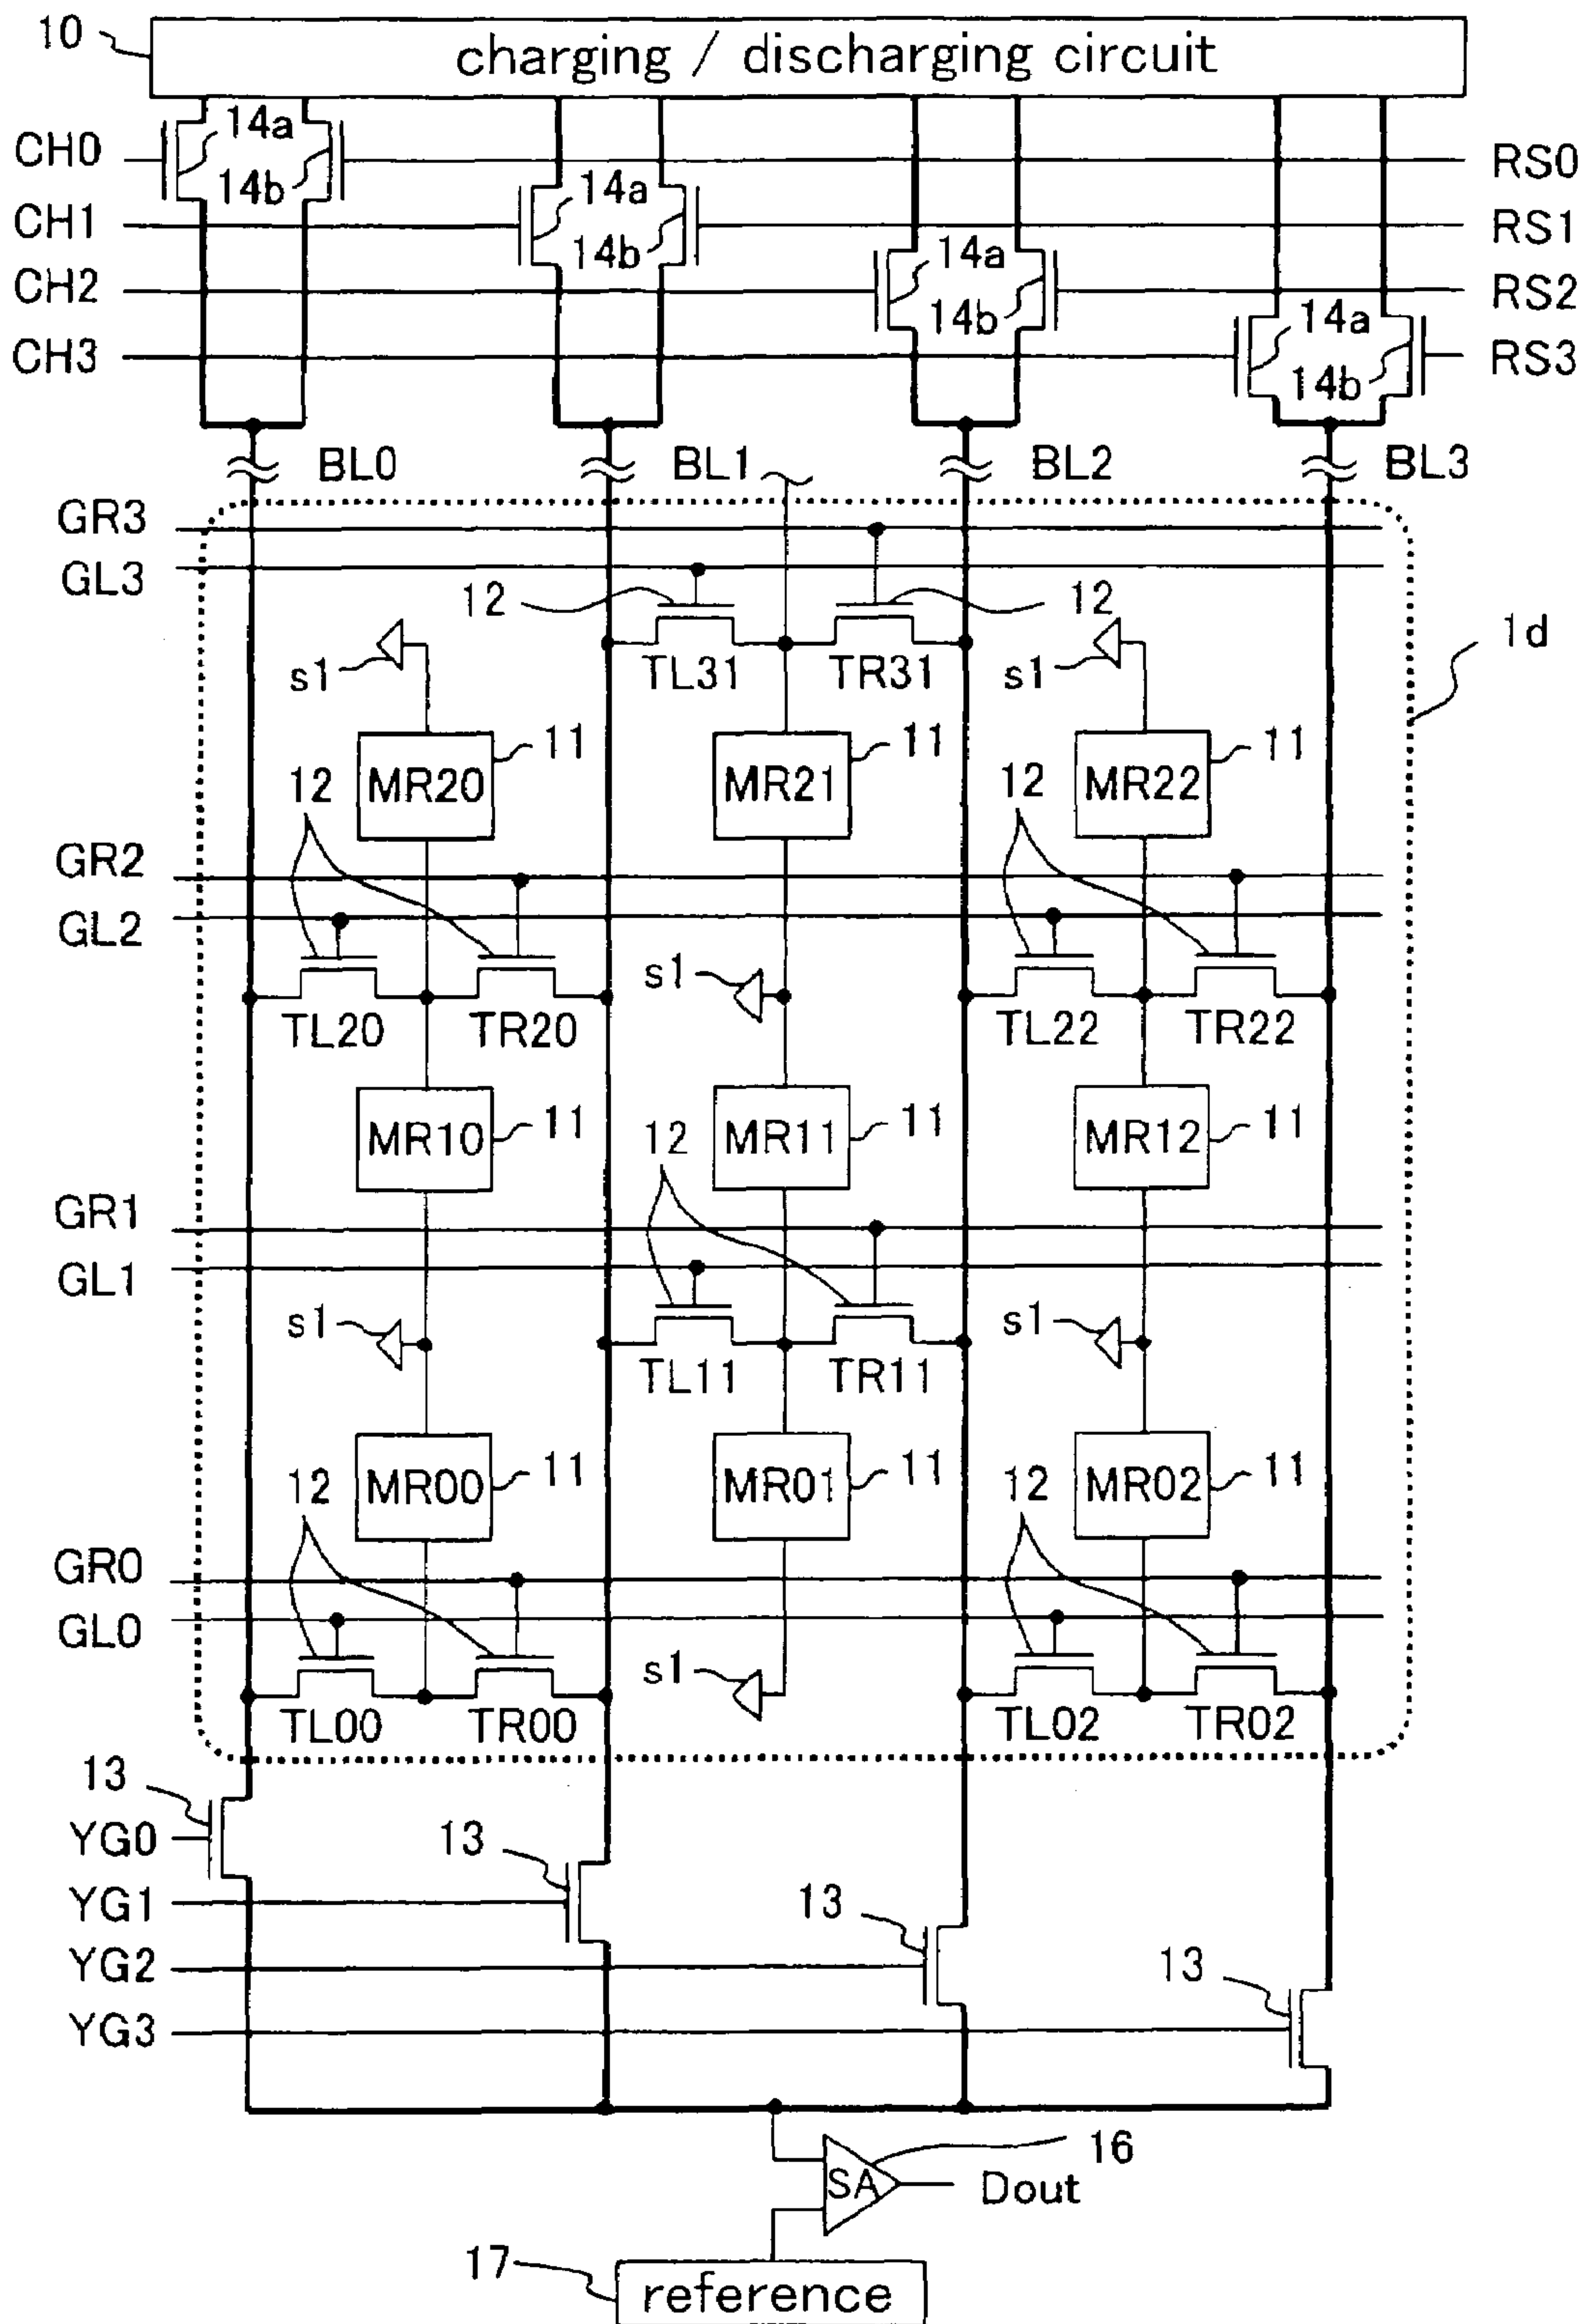 10
charging / discharging circuit
14a
CH0
RS0
14b
14a
CH1
RS1
14b
14a
CH2
RS2
14b
14a
CH3
RS3
14b
BL0
BL1
BL2
BL3
GR3
GL3
12
12
1d
s1
TL31
TR31
s1
MR20
11
MR21
11
MR22
11
12
12
GR2
GL2
s1
TL20
TR20
TL22
TR22
MR10
11
MR11
11
MR12
11
12
GR1
GL1
s1
s1
TL11
TR11
MR00
11
MR01
11
MR02
11
12
12
GR0
GL0
s1
TL00
TR00
TL02
TR02
13
YG0
13
YG1
13
YG2
13
YG3
16
SA
Dout
17
reference